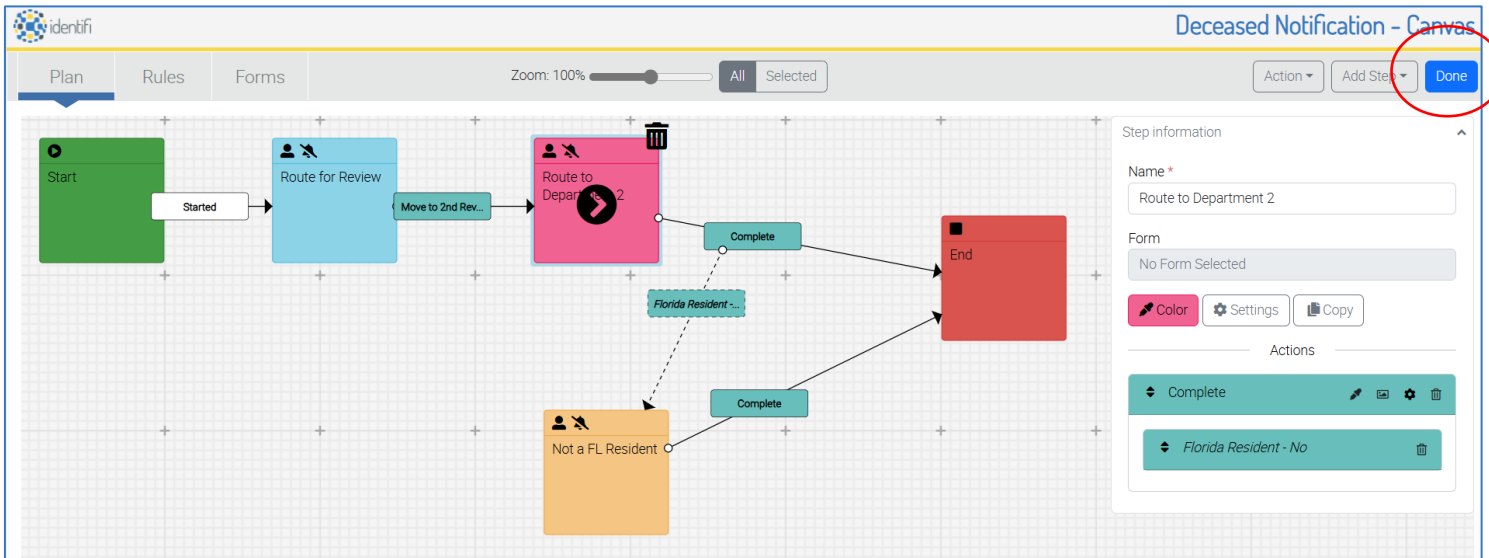 identifi
Deceased Notification - Canvas
Plan
Rules
Forms
Zoom: 100%
All
Selected
Action
Add Step
Done
Start
Started
Route for Review
Move to 2nd Rev...
Route to
Department 2
Complete
Florida Resident -...
End
Complete
Not a FL Resident
Step information
Name *
Route to Department 2
Form
No Form Selected
Color
Settings
Copy
Actions
Complete
Florida Resident - No